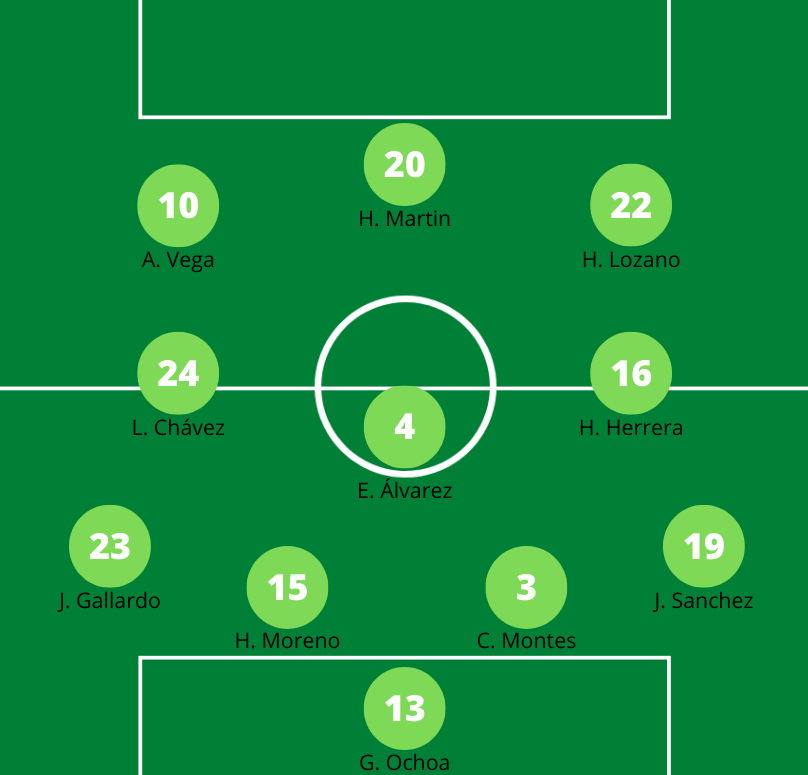 20
H. Martin
10
A. Vega
22
H. Lozano
24
L. Chávez
16
H. Herrera
4
E. Álvarez
23
J. Gallardo
19
J. Sanchez
15
H. Moreno
3
C. Montes
13
G. Ochoa